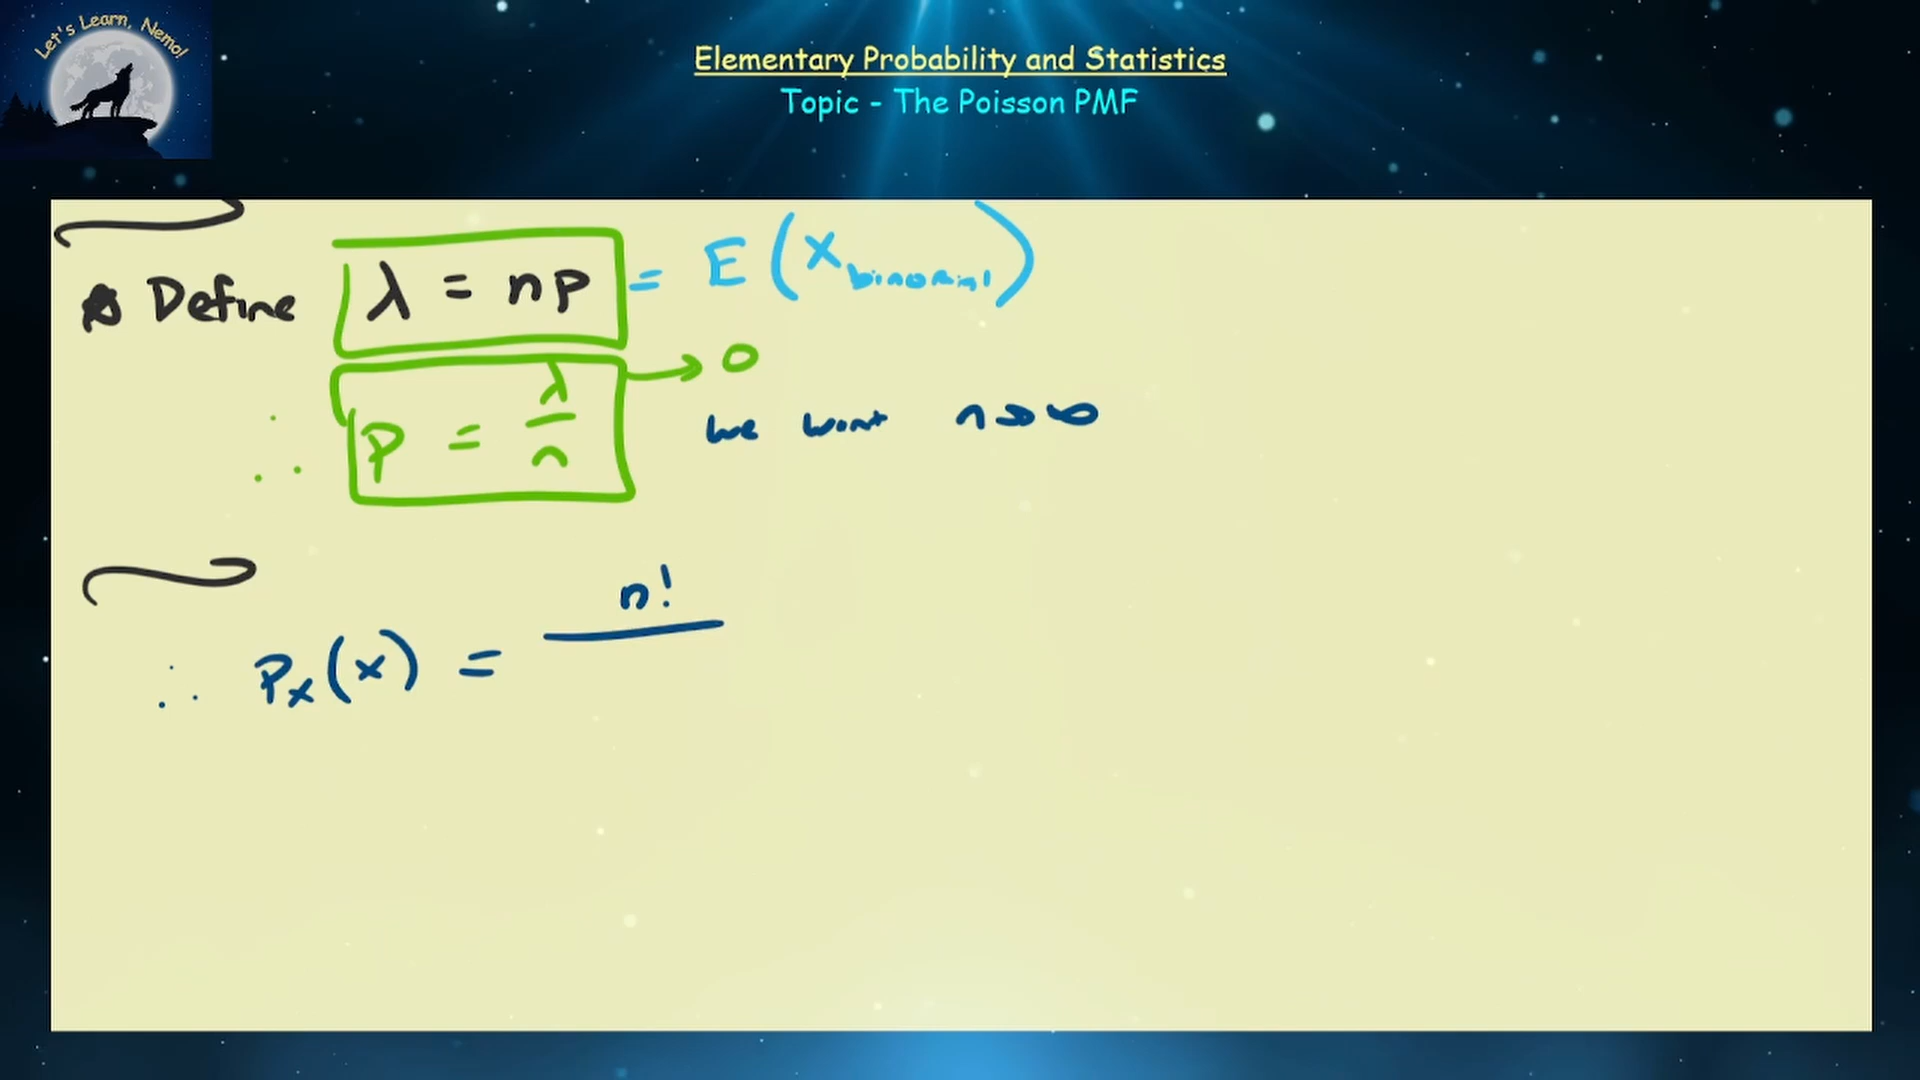 Let's Learn, Nemo!
Elementary Probability and Statistics
Topic - The Poisson PMF
Define λ = np = E(X binomial)
∴ p = λ/n → 0
we want n → ∞
∴ Pₓ(x) = n!